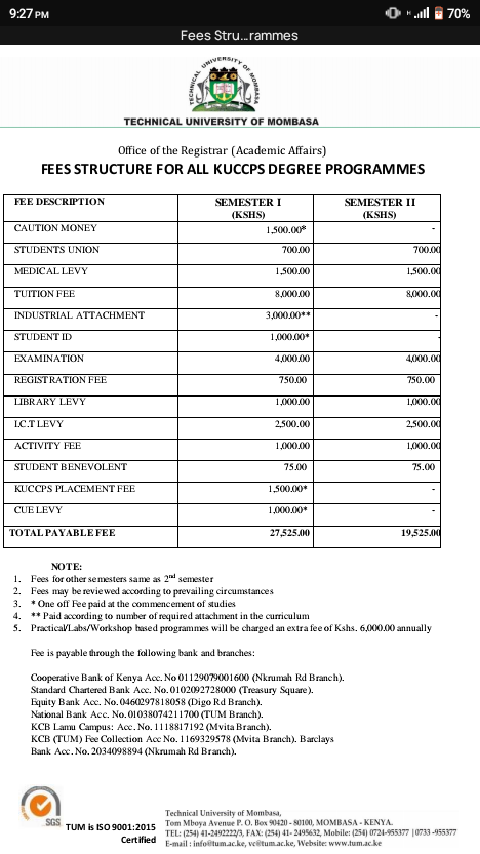 9:27 PM
H
70%
Fees Stru...rammes
TECHNICAL UNIVERSITY OF MOMBASA
TECHNICAL UNIVERSITY OF MOMBASA
Office of the Registrar (Academic Affairs)
FEES STRUCTURE FOR ALL KUCCPS DEGREE PROGRAMMES
FEE DESCRIPTION SEMESTER I (KSHS) SEMESTER II (KSHS)
CAUTION MONEY 1,500.00* -
STUDENTS UNION 700.00 700.00
MEDICAL LEVY 1,500.00 1,500.00
TUITION FEE 8,000.00 8,000.00
INDUSTRIAL ATTACHMENT 3,000.00** -
STUDENT ID 1,000.00* -
EXAMINATION 4,000.00 4,000.00
REGISTRATION FEE 750.00 750.00
LIBRARY LEVY 1,000.00 1,000.00
I.C.T LEVY 2,500.00 2,500.00
ACTIVITY FEE 1,000.00 1,000.00
STUDENT BENEVOLENT 75.00 75.00
KUCCPS PLACEMENT FEE 1,500.00* -
CUE LEVY 1,000.00* -
TOTAL PAYABLE FEE 27,525.00 19,525.00
NOTE:
1. Fees for other semesters same as 2nd semester
2. Fees may be reviewed according to prevailing circumstances
3. * One off Fee paid at the commencement of studies
4. ** Paid according to number of required attachment in the curriculum
5. Practical/Labs/Workshop based programmes will be charged an extra fee of Kshs. 6,000.00 annually
Fee is payable through the following bank and branches:
Cooperative Bank of Kenya Acc. No 01129079001600 (Nkrumah Rd Branch).
Standard Chartered Bank Acc. No.0102092728000 (Treasury Square).
Equity Bank Acc. No.0460297818058 (Digo R.d Branch).
National Bank Acc. No.01038074211700 (TUM Branch).
KCB Lamu Campus: Acc. No.1118817192 (Mvita Branch).
KCB (TUM) Fee Collection Acc No. 1169329578 (Mvita Branch). Barclays
Bank Acc. No. 2034098894 (Nkrumah Rd Branch).
SGS
TUM is ISO 9001:2015
Certified
Technical University of Mombasa,
Tom Mboya Avenue P. O. Box 90420 - 80100, MOMBASA - KENYA.
TEL: (254) 41-2492222/3, FAX: (254) 41- 2495632, Mobile: (254) 0724-955377 | 0733 -955377
E-mail : info@tum.ac.ke, vc@tum.ac.ke, Website: www.tum.ac.ke